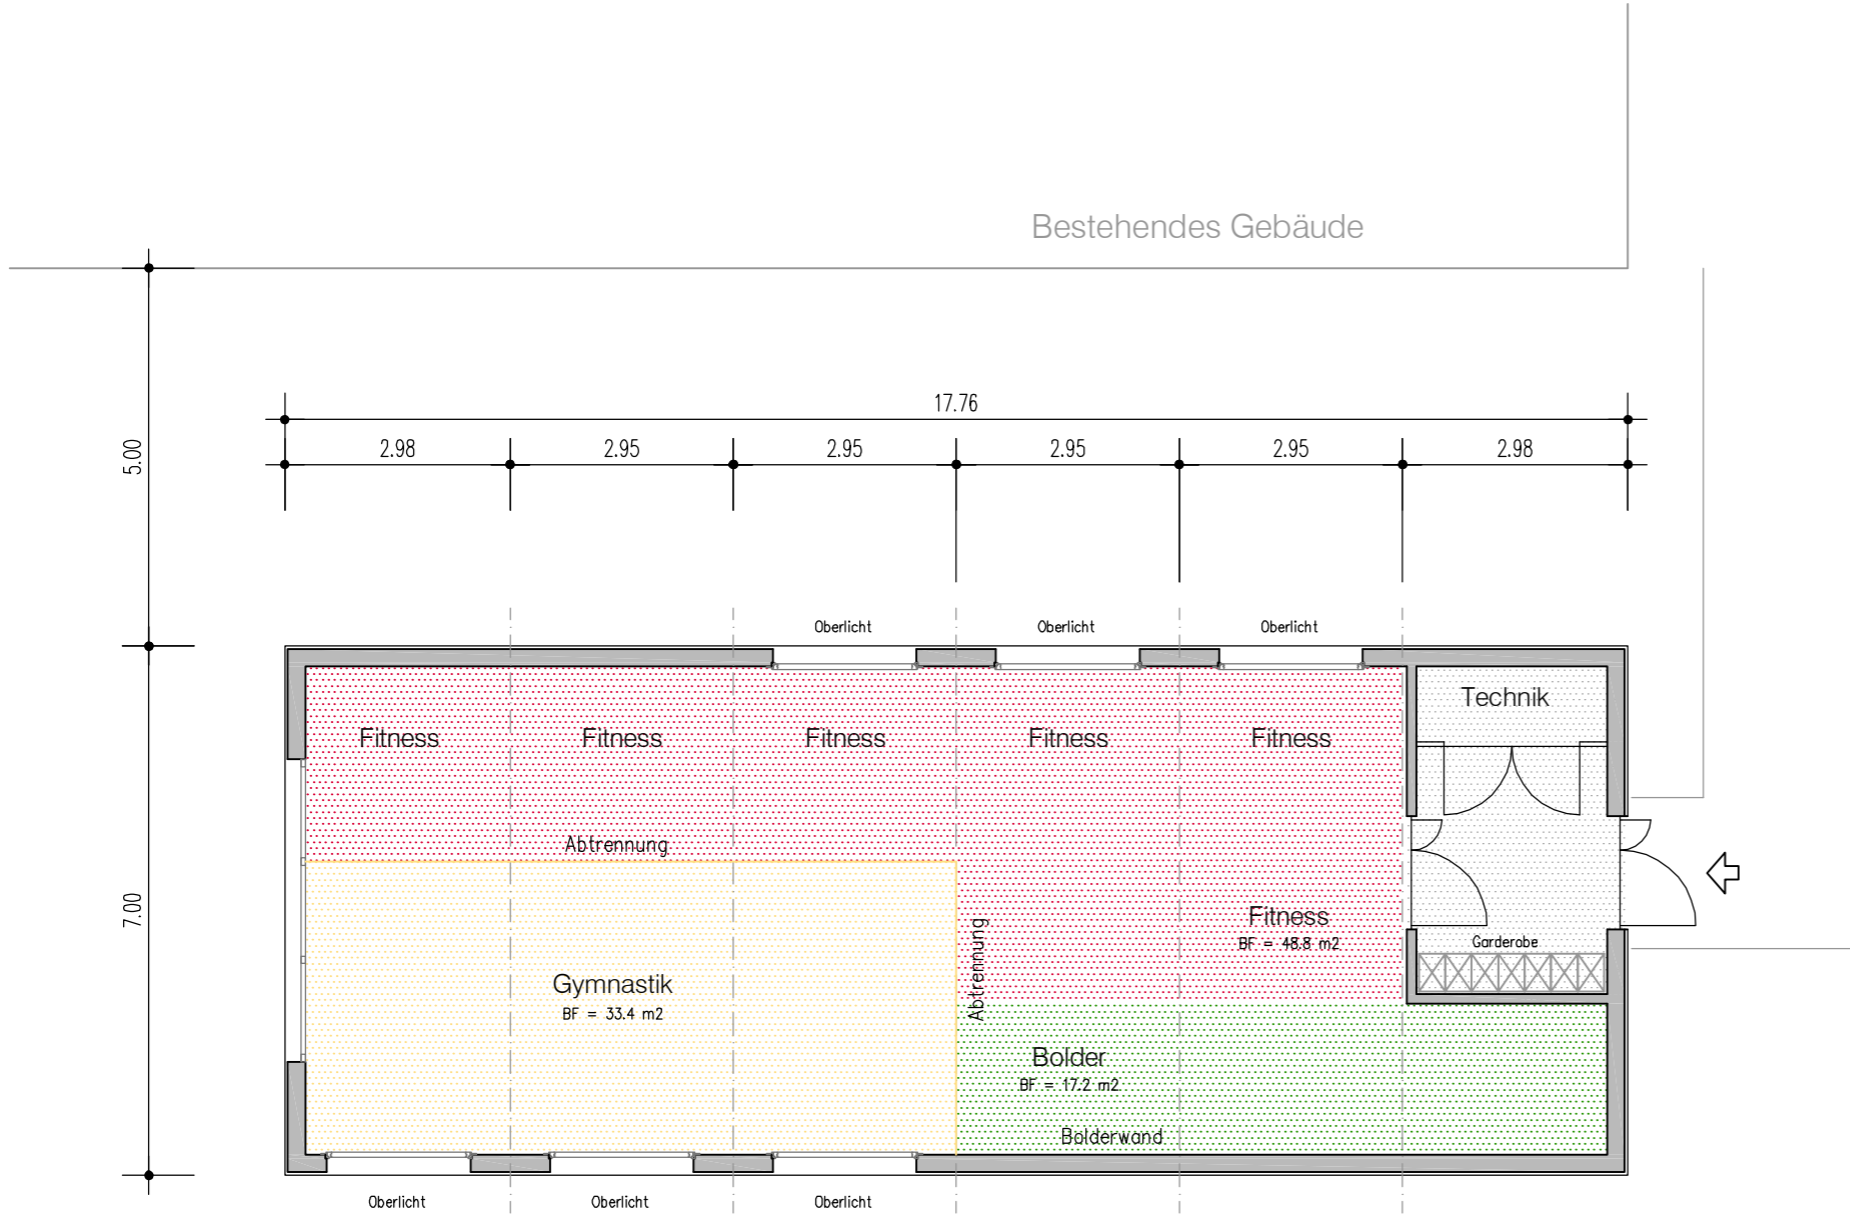 Bestehendes Gebäude
17.76
2.98
2.95
2.95
2.95
2.95
2.98
5.00
Oberlicht
Oberlicht
Oberlicht
Technik
Fitness
Fitness
Fitness
Fitness
Fitness
Abtrennung
7.00
Fitness
BF = 48.8 m2
Garderobe
Abtrennung
Gymnastik
BF = 33.4 m2
Bolder
BF = 17.2 m2
Bolderwand
Oberlicht
Oberlicht
Oberlicht